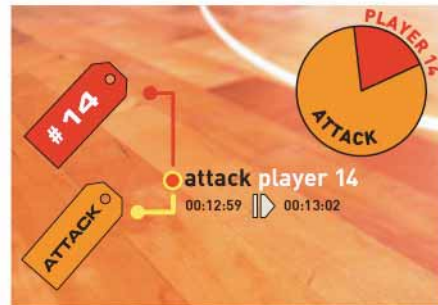 PLAYER 14
# 14
ATTACK
attack player 14
00:12:59 00:13:02
ATTACK